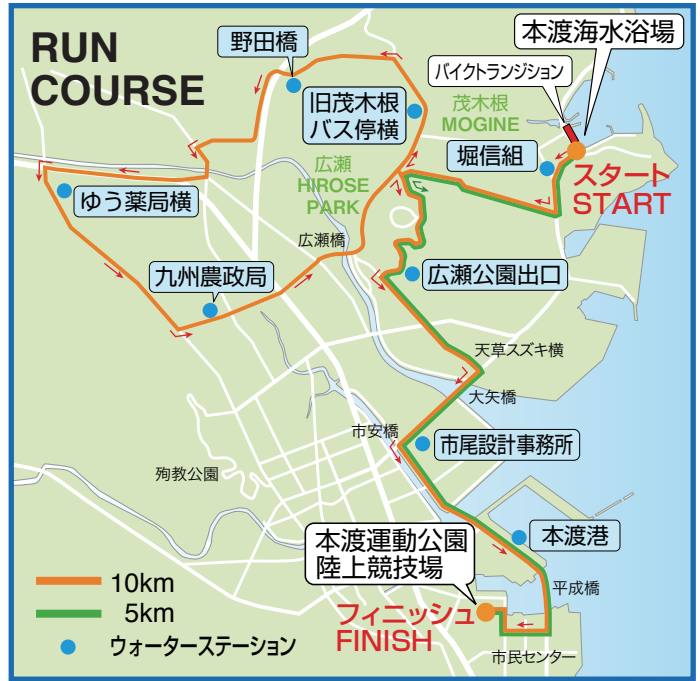 RUN
COURSE
野田橋
本渡海水浴場
バイクトランジション
旧茂木根
バス停横
茂木根
MOGINE
堀信組
スタート
START
ゆう薬局横
広瀬
HIROSE
PARK
広瀬橋
九州農政局
広瀬公園出口
天草スズキ横
大矢橋
市安橋
市尾設計事務所
殉教公園
本渡運動公園
陸上競技場
本渡港
平成橋
フィニッシュ
FINISH
市民センター
10km
5km
ウォーターステーション